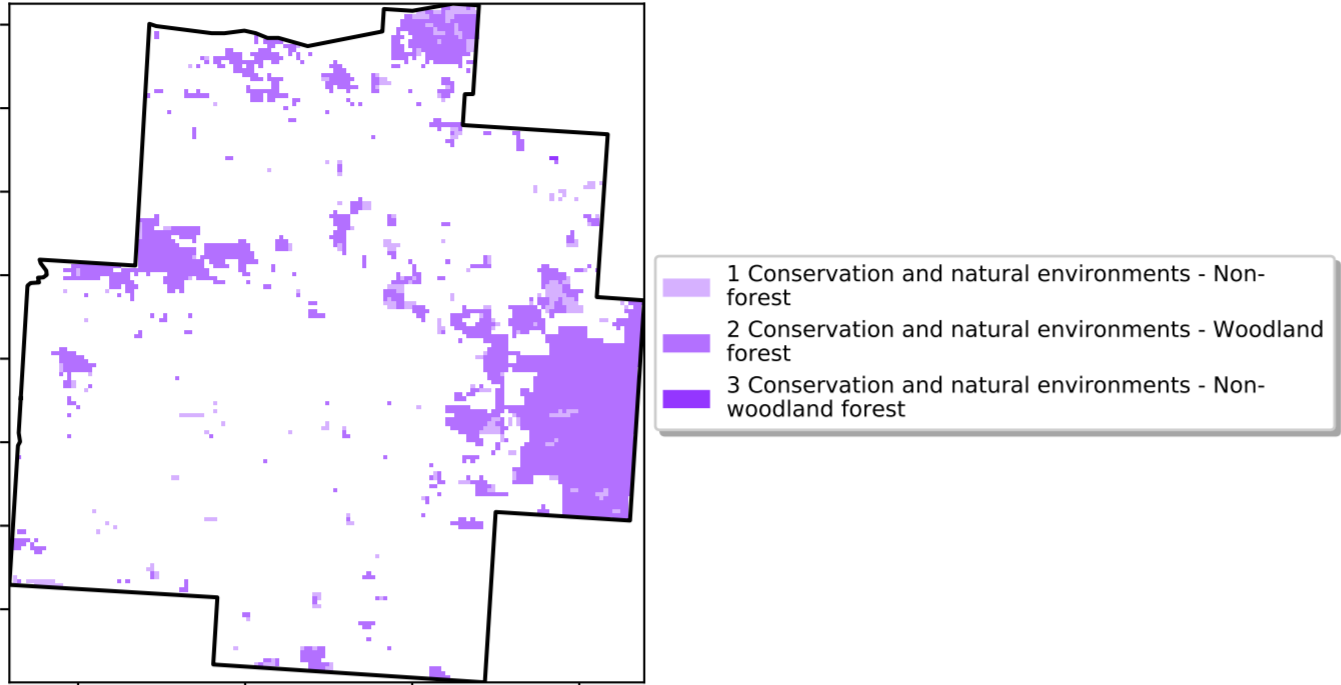 1 Conservation and natural environments - Non-
forest
2 Conservation and natural environments - Woodland
forest
3 Conservation and natural environments - Non-
woodland forest